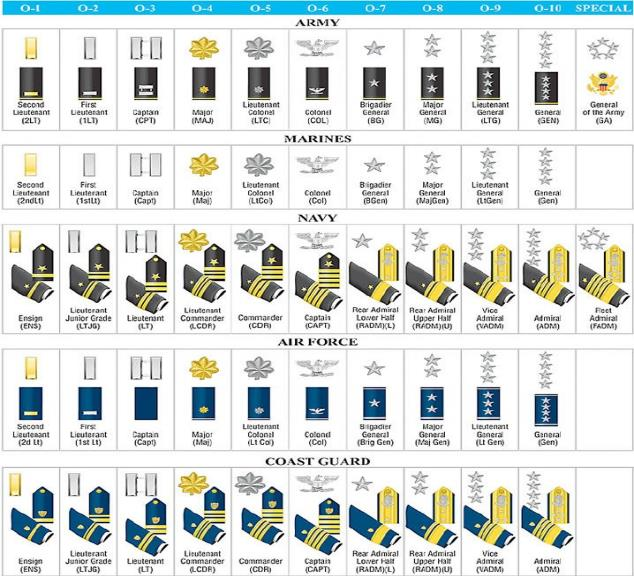 O-1 O-2 O-3 O-4 O-5 O-6 O-7 O-8 O-9 O-10 SPECIAL
ARMY
Second Lieutenant (2LT)
First Lieutenant (1LT)
Captain (CPT)
Major (MAJ)
Lieutenant Colonel (LTC)
Colonel (COL)
Brigadier General (BG)
Major General (MG)
Lieutenant General (LTG)
General (GEN)
General of the Army (GA)
MARINES
Second Lieutenant (2ndLt)
First Lieutenant (1stLt)
Captain (Capt)
Major (Maj)
Lieutenant Colonel (LtCol)
Colonel (Col)
Brigadier General (BGen)
Major General (MajGen)
Lieutenant General (LtGen)
General (Gen)
NAVY
Ensign (ENS)
Lieutenant Junior Grade (LTJG)
Lieutenant (LT)
Lieutenant Commander (LCDR)
Commander (CDR)
Captain (CAPT)
Rear Admiral Lower Half (RADM)(L)
Rear Admiral Upper Half (RADM)(U)
Vice Admiral (VADM)
Admiral (ADM)
Fleet Admiral (FADM)
AIR FORCE
Second Lieutenant (2d Lt)
First Lieutenant (1st Lt)
Captain (Capt)
Major (Maj)
Lieutenant Colonel (Lt Col)
Colonel (Col)
Brigadier General (Brig Gen)
Major General (Maj Gen)
Lieutenant General (Lt Gen)
General (Gen)
COAST GUARD
Ensign (ENS)
Lieutenant Junior Grade (LTJG)
Lieutenant (LT)
Lieutenant Commander (LCDR)
Commander (CDR)
Captain (CAPT)
Rear Admiral Lower Half (RADM)(L)
Rear Admiral Upper Half (RADM)(U)
Vice Admiral (VADM)
Admiral (ADM)